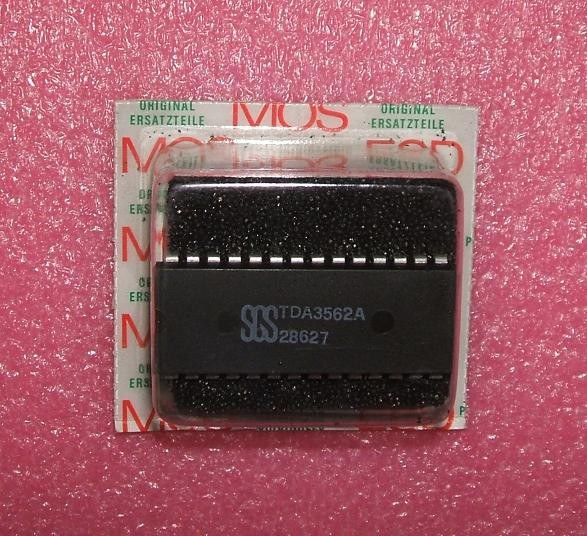 ORIGINAL
ERSATZTEILE
MOS
ORIGINAL
ERSATZTEILE
MOS
ESD
SGS TDA3562A
28627